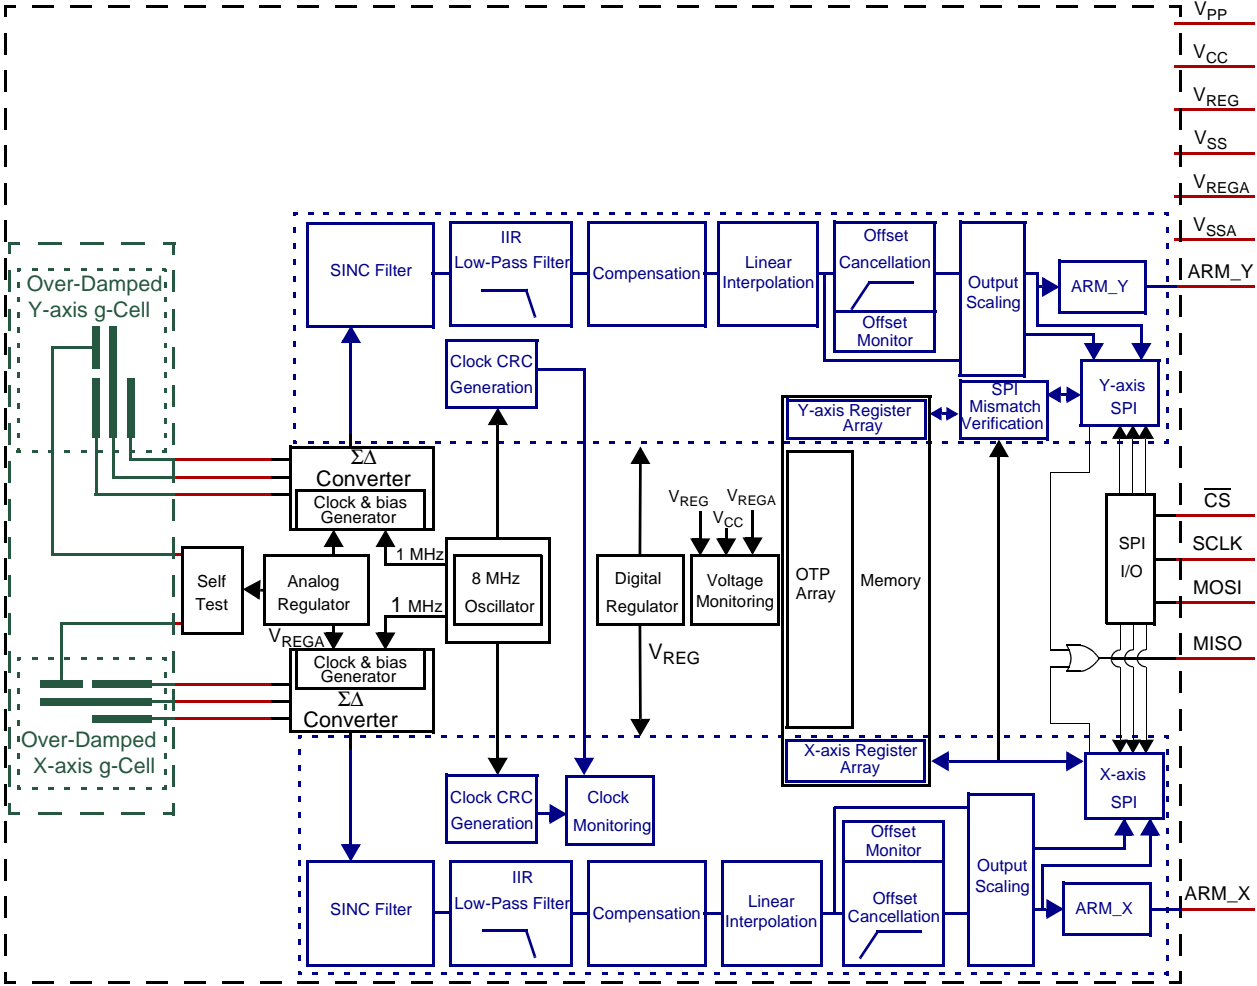 VPP
VCC
VREG
VSS
VREGA
VSSA
ARM_Y
CS
SCLK
MOSI
MISO
ARM_X
Over-Damped
Y-axis g-Cell
SINC Filter
IIR
Low-Pass Filter
Compensation
Linear
Interpolation
Offset
Cancellation
Offset
Monitor
Output
Scaling
ARM_Y
Clock CRC
Generation
Y-axis Register
Array
SPI
Mismatch
Verification
Y-axis
SPI
ΣΔ
Converter
Clock & bias
Generator
1 MHz
Self
Test
Analog
Regulator
VREGA
8 MHz
Oscillator
1 MHz
Digital
Regulator
VREG
VREG
VREGA
VCC
Voltage
Monitoring
OTP
Array
Memory
SPI
I/O
Clock & bias
Generator
ΣΔ
Converter
Over-Damped
X-axis g-Cell
X-axis Register
Array
X-axis
SPI
Clock CRC
Generation
Clock
Monitoring
SINC Filter
IIR
Low-Pass Filter
Compensation
Linear
Interpolation
Offset
Monitor
Offset
Cancellation
Output
Scaling
ARM_X